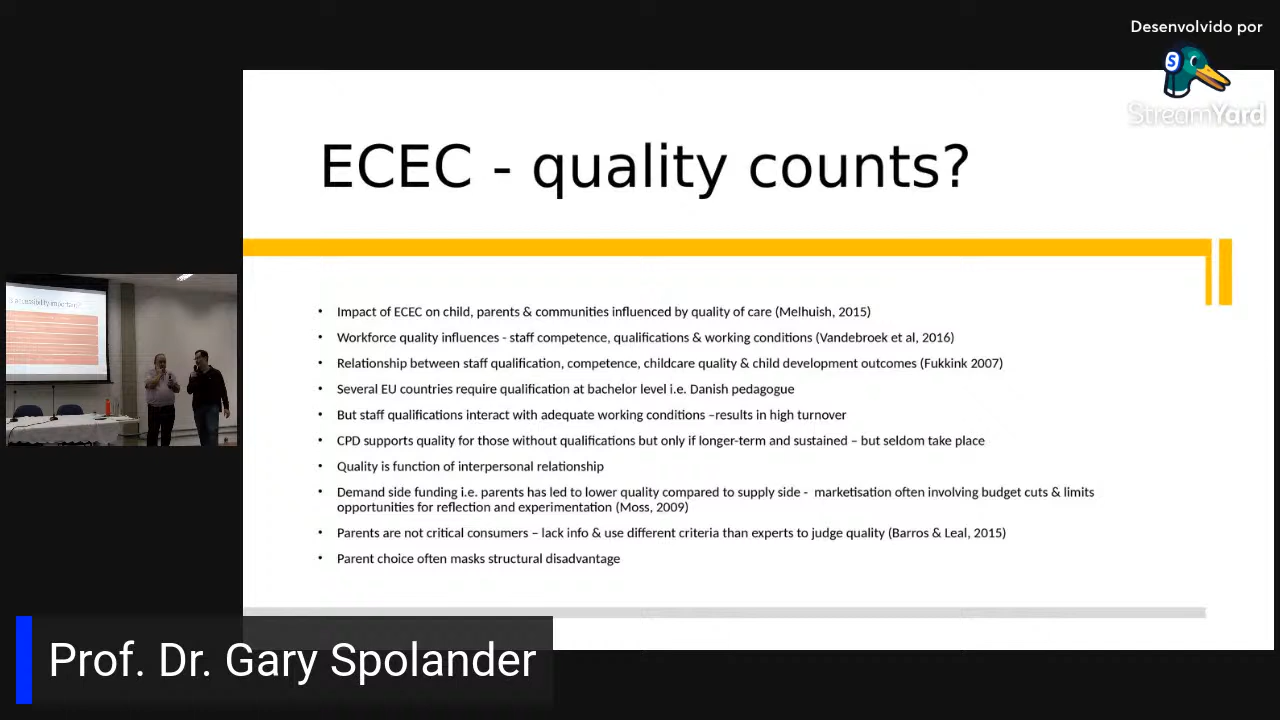 Desenvolvido por
StreamYard
ECEC - quality counts?
• Impact of ECEC on child, parents & communities influenced by quality of care (Melhuish, 2015)
• Workforce quality influences - staff competence, qualifications & working conditions (Vandebroek et al, 2016)
• Relationship between staff qualification, competence, childcare quality & child development outcomes (Fukkink 2007)
• Several EU countries require qualification at bachelor level i.e. Danish pedagogue
• But staff qualifications interact with adequate working conditions –results in high turnover
• CPD supports quality for those without qualifications but only if longer-term and sustained – but seldom take place
• Quality is function of interpersonal relationship
• Demand side funding i.e. parents has led to lower quality compared to supply side - marketisation often involving budget cuts & limits
opportunities for reflection and experimentation (Moss, 2009)
• Parents are not critical consumers – lack info & use different criteria than experts to judge quality (Barros & Leal, 2015)
• Parent choice often masks structural disadvantage
accessibility important?
Prof. Dr. Gary Spolander